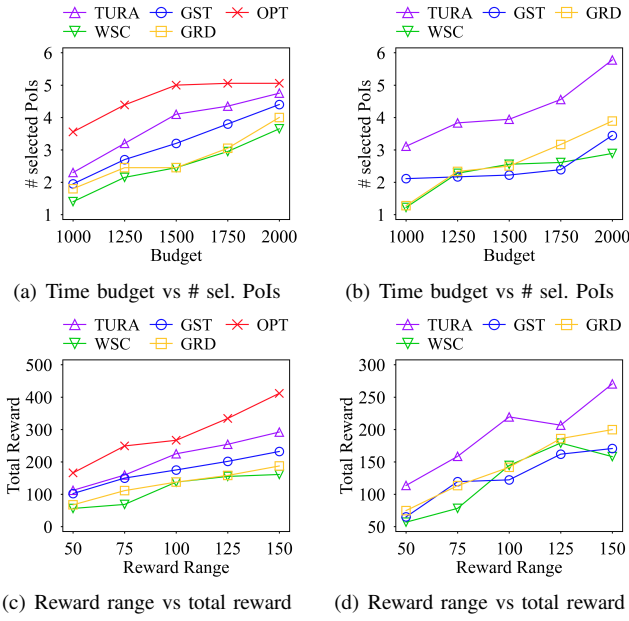 TURA GST OPT
WSC GRD
6
5
4
3
2
1
# selected PoIs
1000 1250 1500 1750 2000
Budget
(a) Time budget vs # sel. PoIs
TURA GST GRD
WSC
6
5
4
3
2
1
# selected PoIs
1000 1250 1500 1750 2000
Budget
(b) Time budget vs # sel. PoIs
TURA GST OPT
WSC GRD
500
400
300
200
100
0
Total Reward
50 75 100 125 150
Reward Range
(c) Reward range vs total reward
TURA GST GRD
WSC
300
250
200
150
100
50
Total Reward
50 75 100 125 150
Reward Range
(d) Reward range vs total reward